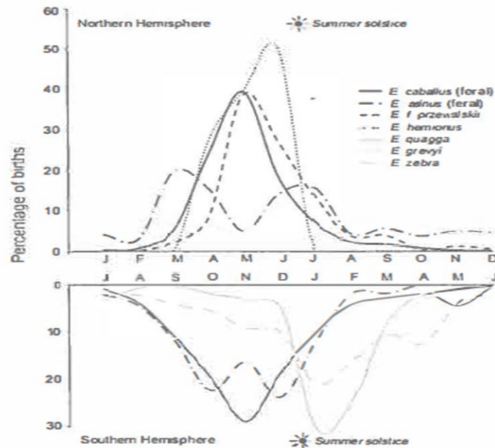 60
Northern Hemisphere
Summer solstice
50
40
30
20
10
0
E caballus (feral)
E asinus (feral)
E f przewalskii
E hemionus
E quagga
E grevyi
E zebra
Percentage of births
J F M A M J J A S O N D
J A S O N D J F M A M J
0
10
20
30
Southern Hemisphere
Summer solstice